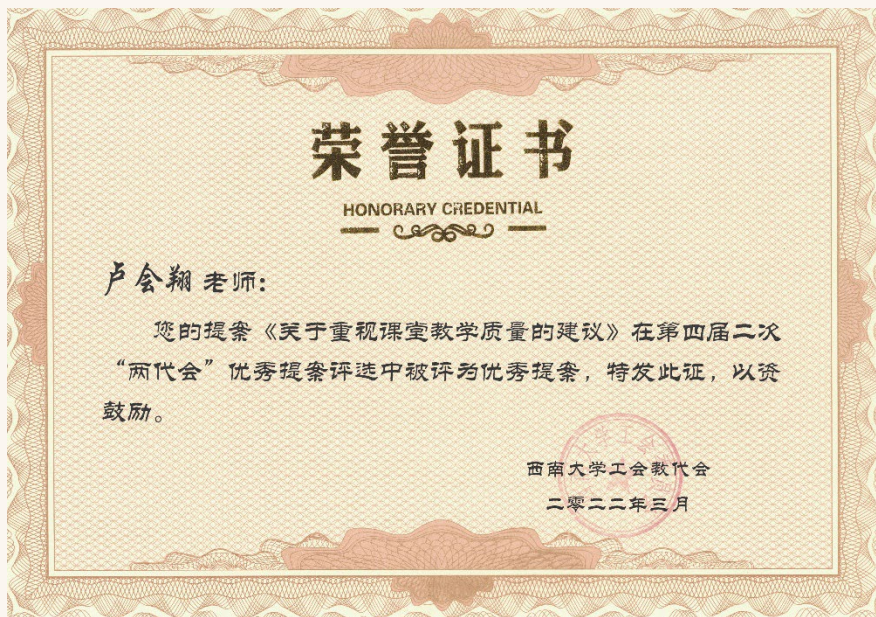 荣誉证书
HONORARY CREDENTIAL
卢会翔 老师:
您的提案《关于重视课堂教学质量的建议》在第四届二次
“两代会”优秀提案评选中被评为优秀提案，特发此证，以资
鼓励。
西南大学工会教代会
二零二二年三月